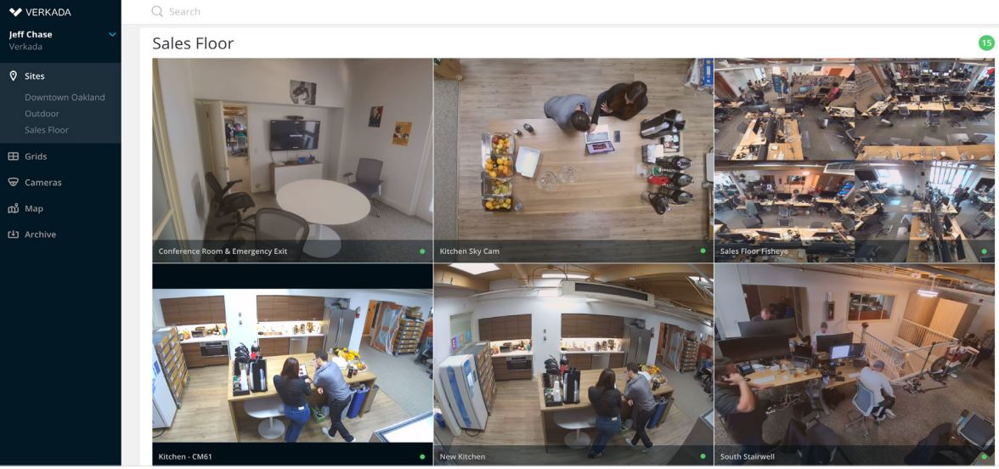 VERKADA
Search
Jeff Chase
Verkada
Sites
Downtown Oakland
Outdoor
Sales Floor
Grids
Cameras
Map
Archive
Sales Floor
15
Conference Room & Emergency Exit
Kitchen Sky Cam
Sales Floor Fisheye
Kitchen - CM61
New Kitchen
South Stairwell